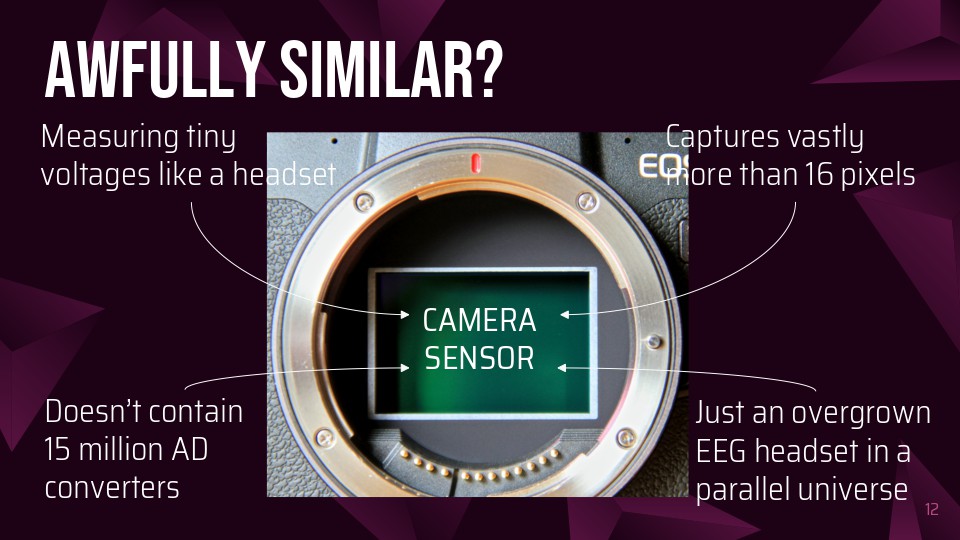 AWFULLY SIMILAR?
Measuring tiny
voltages like a headset
Captures vastly
more than 16 pixels
EOS
CAMERA
SENSOR
Doesn’t contain
15 million AD
converters
Just an overgrown
EEG headset in a
parallel universe
12